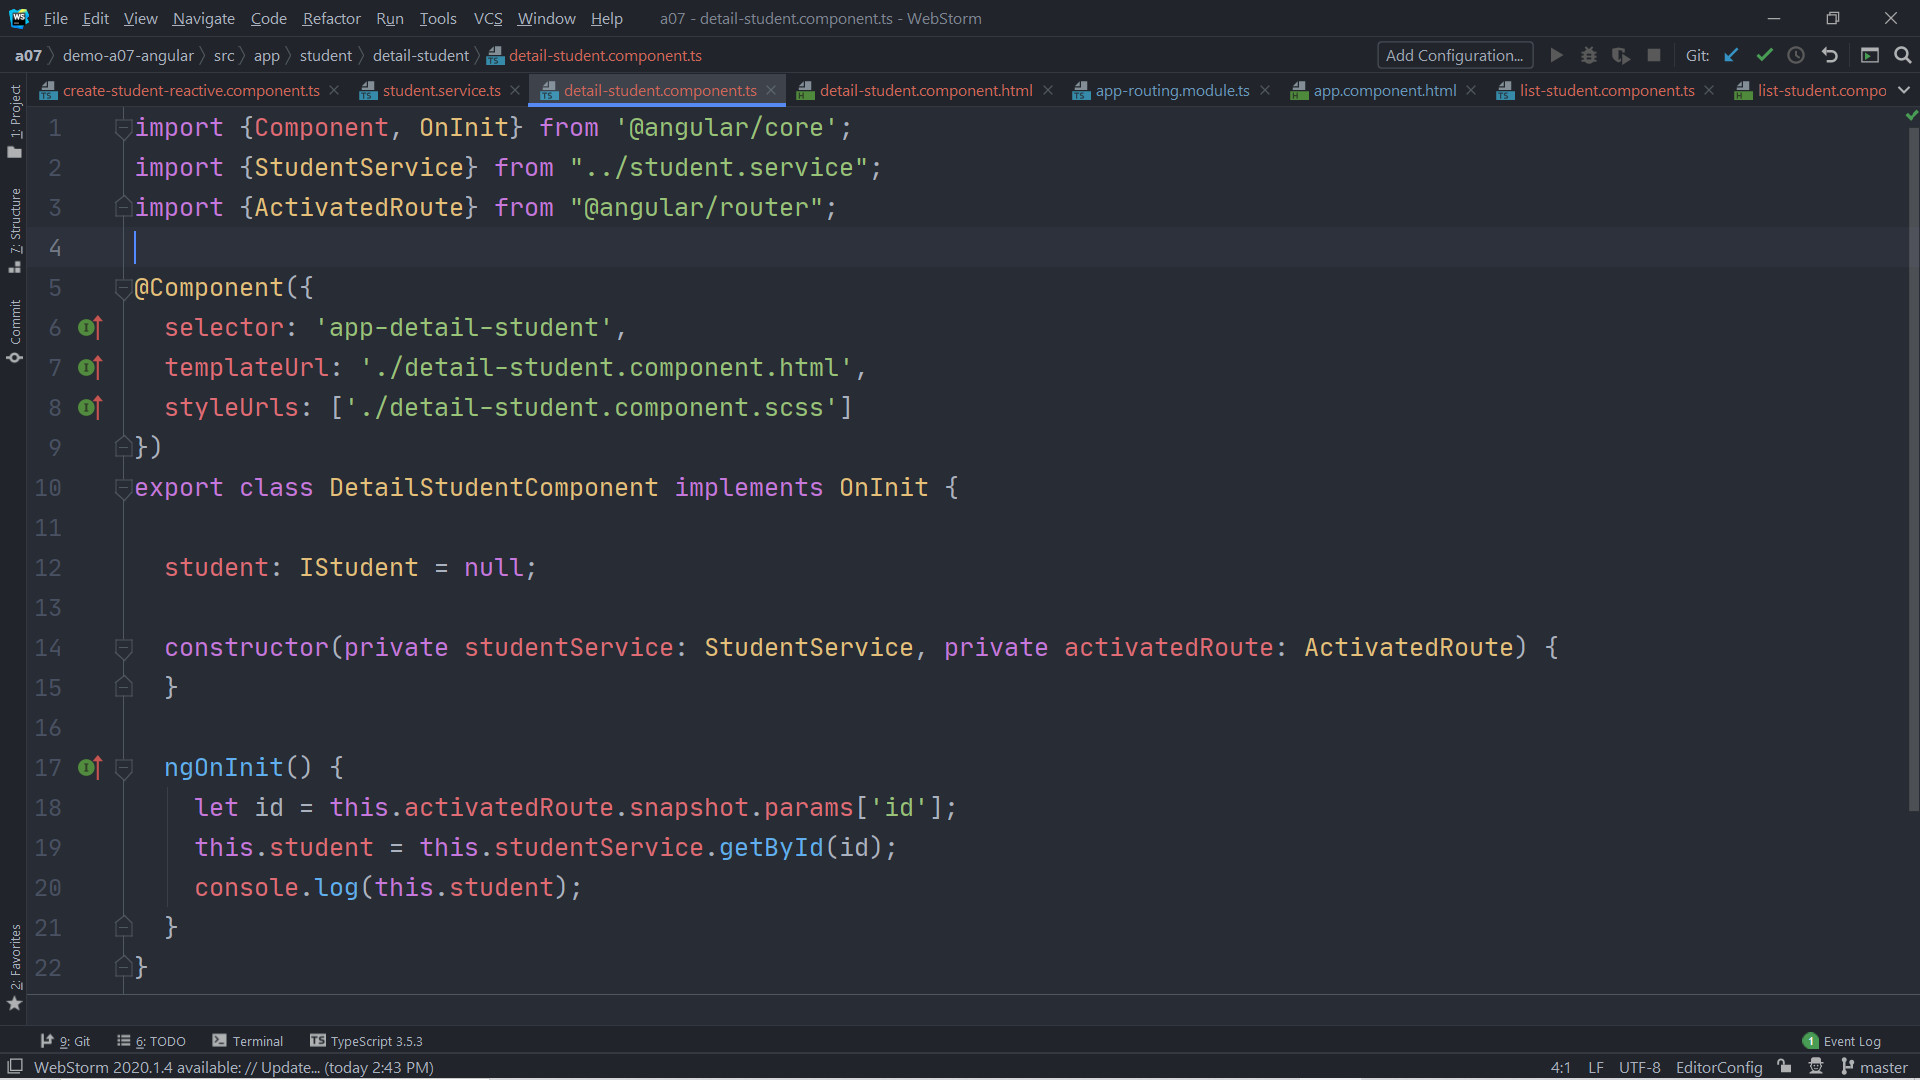 WS File Edit View Navigate Code Refactor Run Tools VCS Window Help a07 - detail-student.component.ts - WebStorm
a07 demo-a07-angular src app student detail-student detail-student.component.ts Add Configuration... Git:
create-student-reactive.component.ts student.service.ts detail-student.component.ts detail-student.component.html app-routing.module.ts app.component.html list-student.component.ts list-student.compo
1: Project
7: Structure
Commit
2: Favorites
1 import {Component, OnInit} from '@angular/core';
2 import {StudentService} from "../student.service";
3 import {ActivatedRoute} from "@angular/router";
4
5 @Component({
6 selector: 'app-detail-student',
7 templateUrl: './detail-student.component.html',
8 styleUrls: ['./detail-student.component.scss']
9 })
10 export class DetailStudentComponent implements OnInit {
11
12 student: IStudent = null;
13
14 constructor(private studentService: StudentService, private activatedRoute: ActivatedRoute) {
15 }
16
17 ngOnInit() {
18 let id = this.activatedRoute.snapshot.params['id'];
19 this.student = this.studentService.getById(id);
20 console.log(this.student);
21 }
22 }
9: Git 6: TODO Terminal TS TypeScript 3.5.3 1 Event Log
WebStorm 2020.1.4 available: // Update... (today 2:43 PM) 4:1 LF UTF-8 EditorConfig master